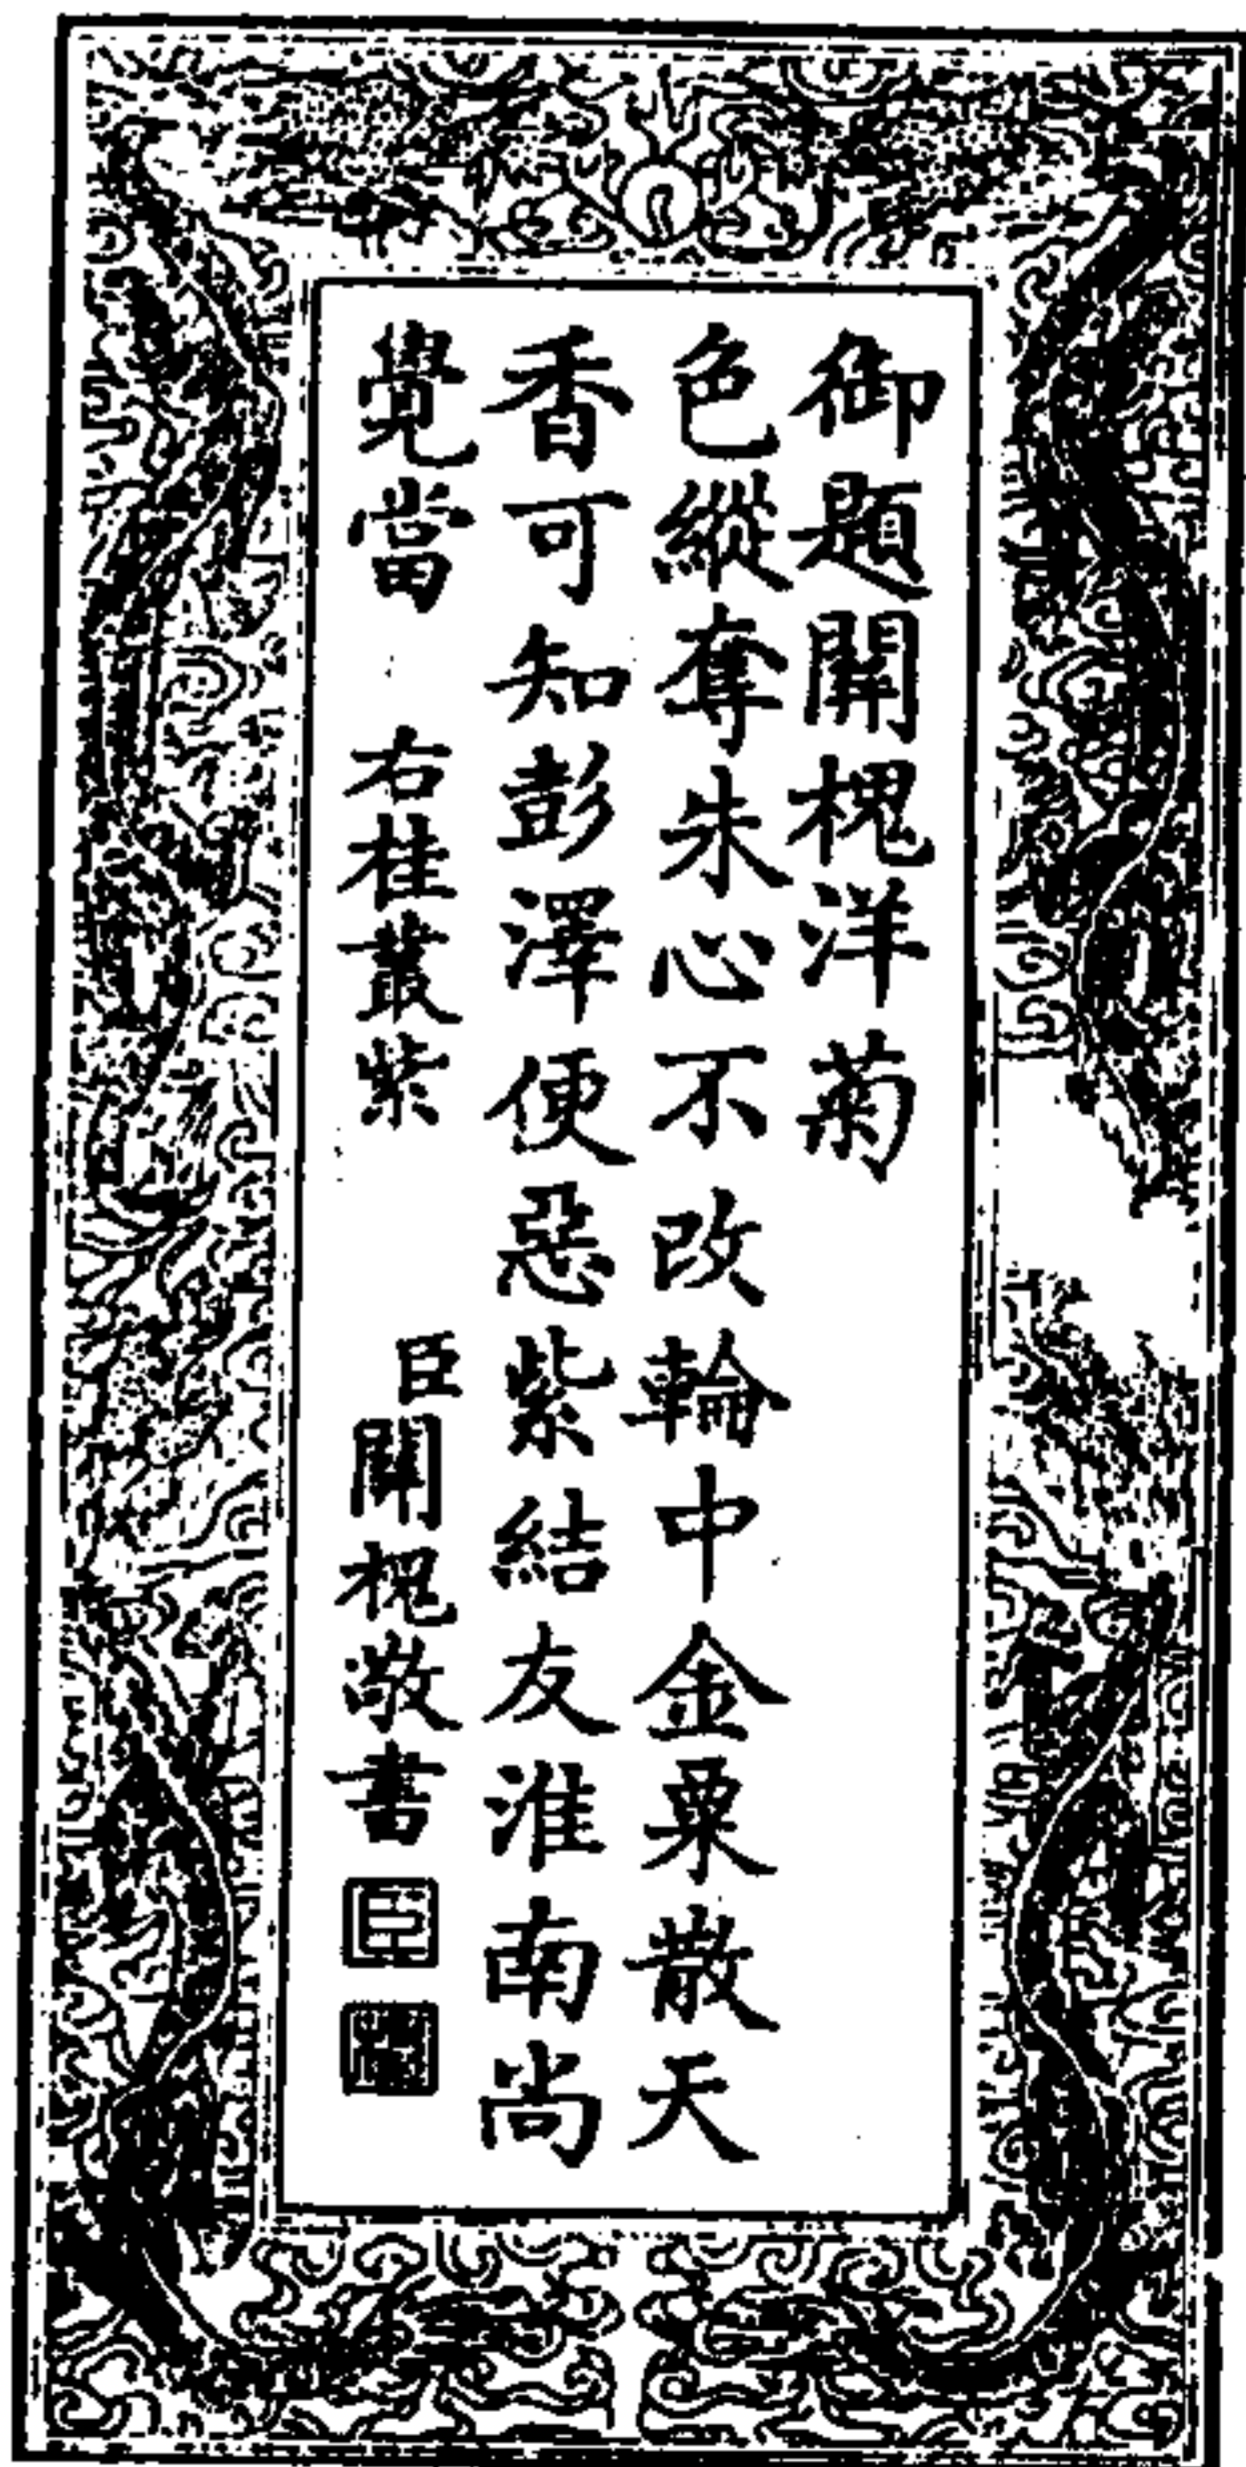 御題關槐洋菊
色縱奪朱心不改輪中金粟散天
香可知彭澤便惡紫結友淮南尚
覺當 右桂叢紫 臣關槐敬書
臣